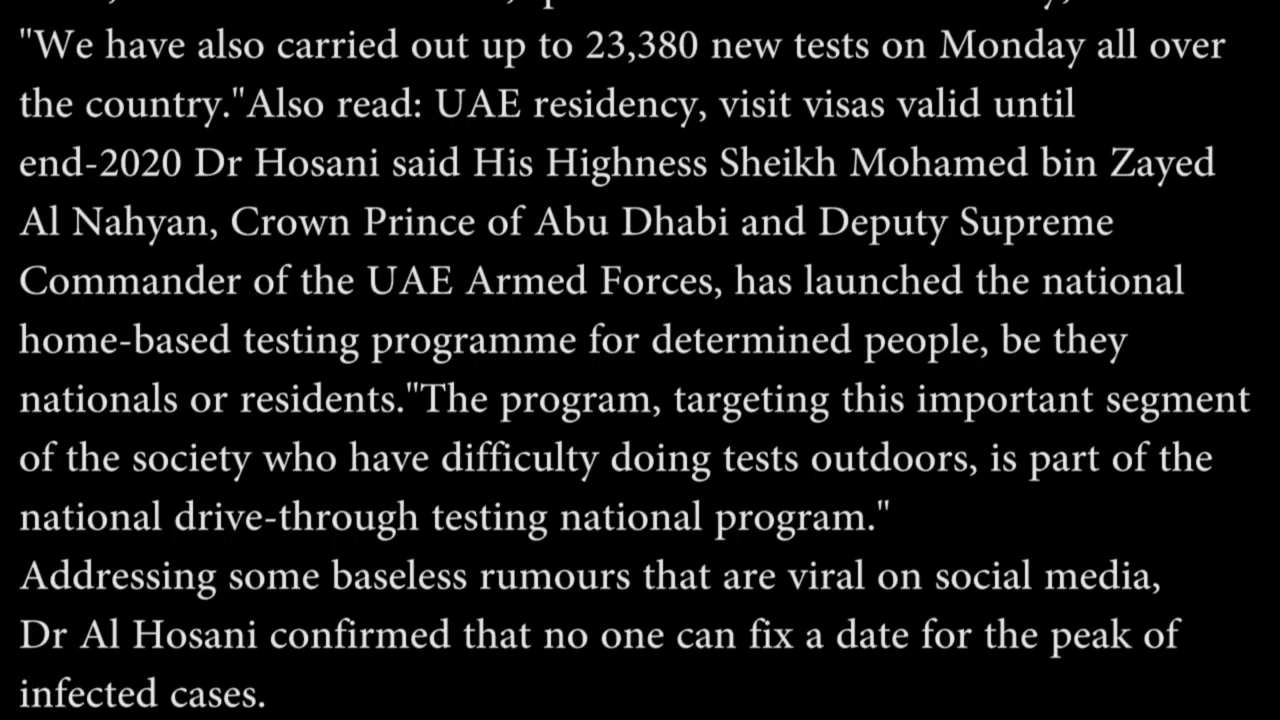 "We have also carried out up to 23,380 new tests on Monday all over
the country."Also read: UAE residency, visit visas valid until
end-2020 Dr Hosani said His Highness Sheikh Mohamed bin Zayed
Al Nahyan, Crown Prince of Abu Dhabi and Deputy Supreme
Commander of the UAE Armed Forces, has launched the national
home-based testing programme for determined people, be they
nationals or residents."The program, targeting this important segment
of the society who have difficulty doing tests outdoors, is part of the
national drive-through testing national program."
Addressing some baseless rumours that are viral on social media,
Dr Al Hosani confirmed that no one can fix a date for the peak of
infected cases.